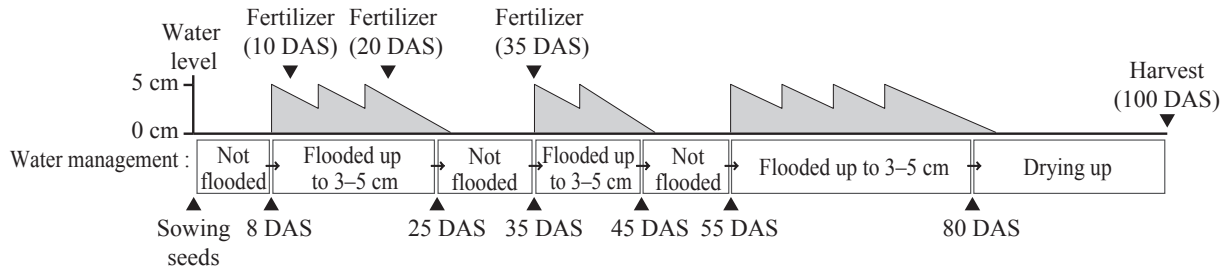 Water
level
Fertilizer
(10 DAS)
Fertilizer
(20 DAS)
Fertilizer
(35 DAS)
Harvest
(100 DAS)
5 cm
0 cm
Water management :
Not
flooded
Flooded up
to 3–5 cm
Not
flooded
Flooded up
to 3–5 cm
Not
flooded
Flooded up to 3–5 cm
Drying up
Sowing
seeds
8 DAS
25 DAS
35 DAS
45 DAS
55 DAS
80 DAS